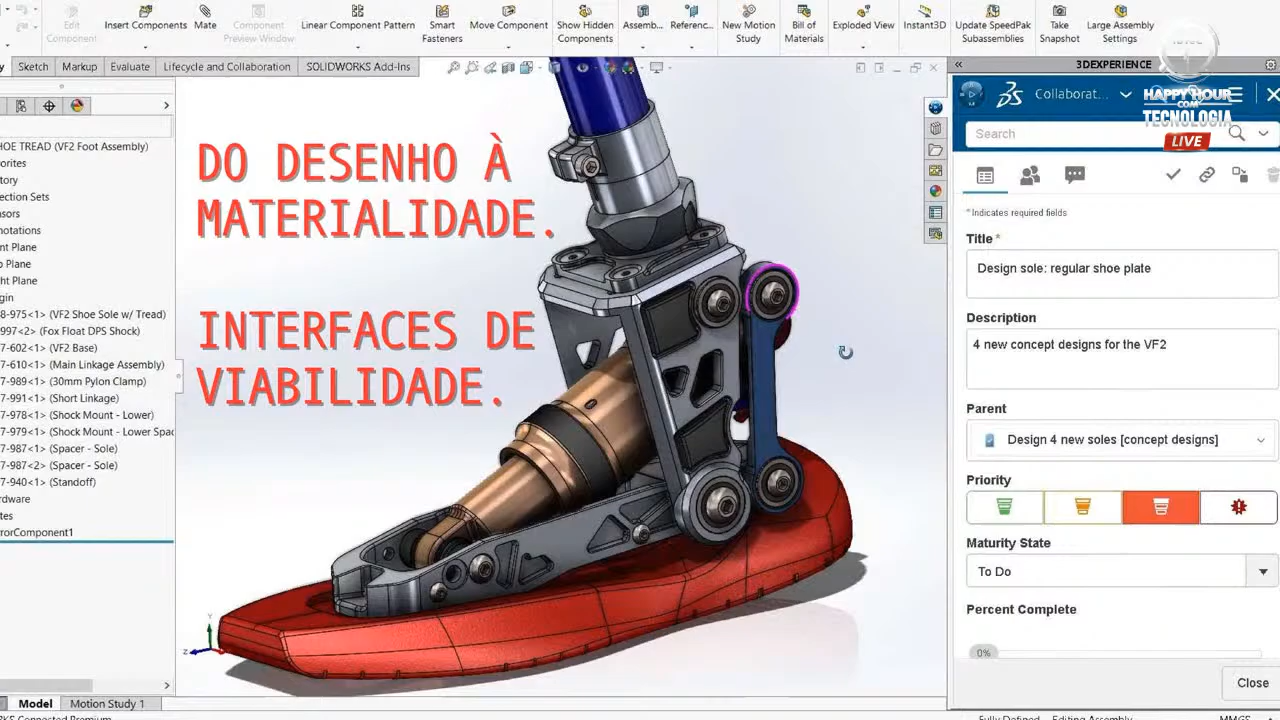 Edit
Component
Insert Components
Mate
Component
Preview Window
Linear Component Pattern
Smart
Fasteners
Move Component
Show Hidden
Components
Assemb...
Referenc...
New Motion
Study
Bill of
Materials
Exploded View
Instant3D
Update SpeedPak
Subassemblies
Take
Snapshot
Large Assembly
Settings
Sketch
Markup
Evaluate
Lifecycle and Collaboration
SOLIDWORKS Add-Ins
3DEXPERIENCE
Collaborat...
HAPPY HOUR
COM
TECNOLOGIA
LIVE
Search
HOE TREAD (VF2 Foot Assembly)
orites
tory
ection Sets
sors
notations
nt Plane
p Plane
ht Plane
gin
8-975<1> (VF2 Shoe Sole w/ Tread)
997<2> (Fox Float DPS Shock)
7-602<1> (VF2 Base)
7-610<1> (Main Linkage Assembly)
7-989<1> (30mm Pylon Clamp)
7-991<1> (Short Linkage)
7-978<1> (Shock Mount - Lower)
7-979<1> (Shock Mount - Lower Spac
7-987<1> (Spacer - Sole)
7-987<2> (Spacer - Sole)
7-940<1> (Standoff)
rdware
tes
rorComponent1
DO DESENHO À
MATERIALIDADE.
INTERFACES DE
VIABILIDADE.
* Indicates required fields
Title *
Design sole: regular shoe plate
Description
4 new concept designs for the VF2
Parent
Design 4 new soles [concept designs]
Priority
Maturity State
To Do
Percent Complete
0%
Close
Y
Z
Model
Motion Study 1
RKS Connected Premium
Fully Defined
Editing Assembly
MMGS